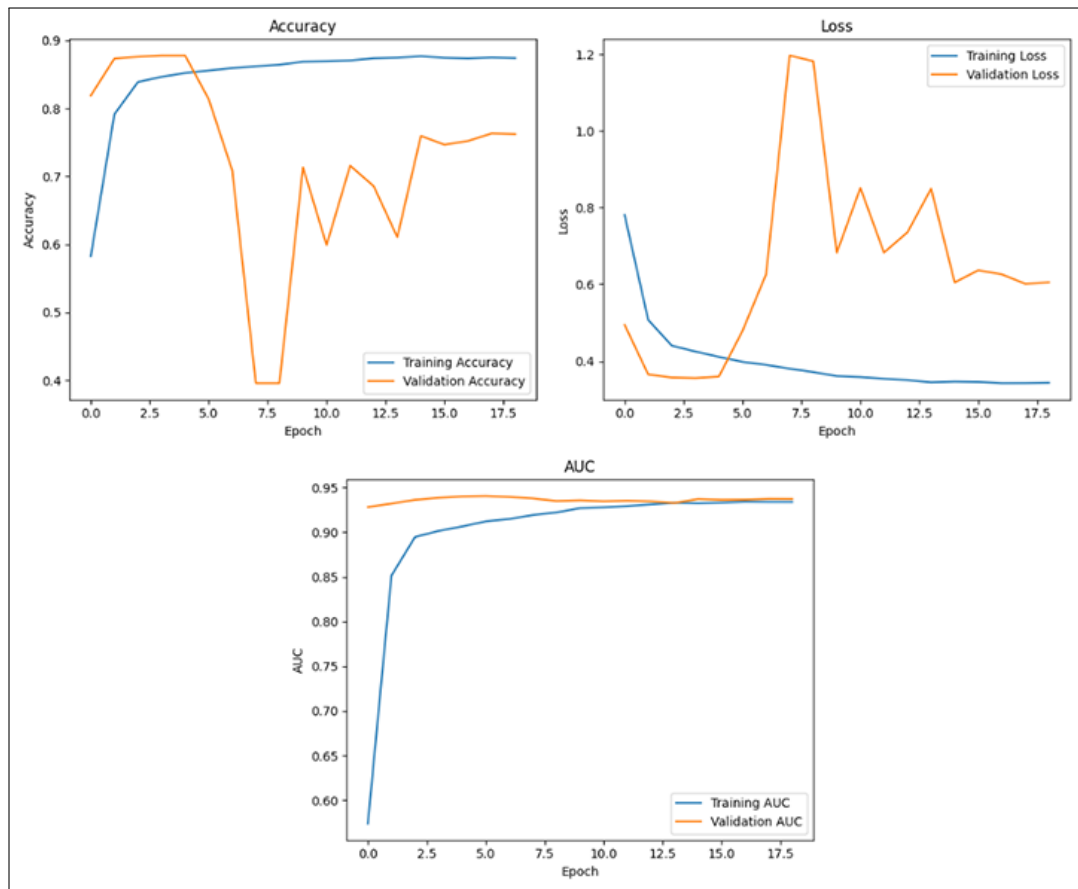 Accuracy
0.9
0.8
0.7
0.6
0.5
0.4
Accuracy
Training Accuracy
Validation Accuracy
0.0 2.5 5.0 7.5 10.0 12.5 15.0 17.5
Epoch
Loss
1.2
1.0
0.8
0.6
0.4
Loss
Training Loss
Validation Loss
0.0 2.5 5.0 7.5 10.0 12.5 15.0 17.5
Epoch
AUC
0.95
0.90
0.85
0.80
0.75
0.70
0.65
0.60
AUC
Training AUC
Validation AUC
0.0 2.5 5.0 7.5 10.0 12.5 15.0 17.5
Epoch